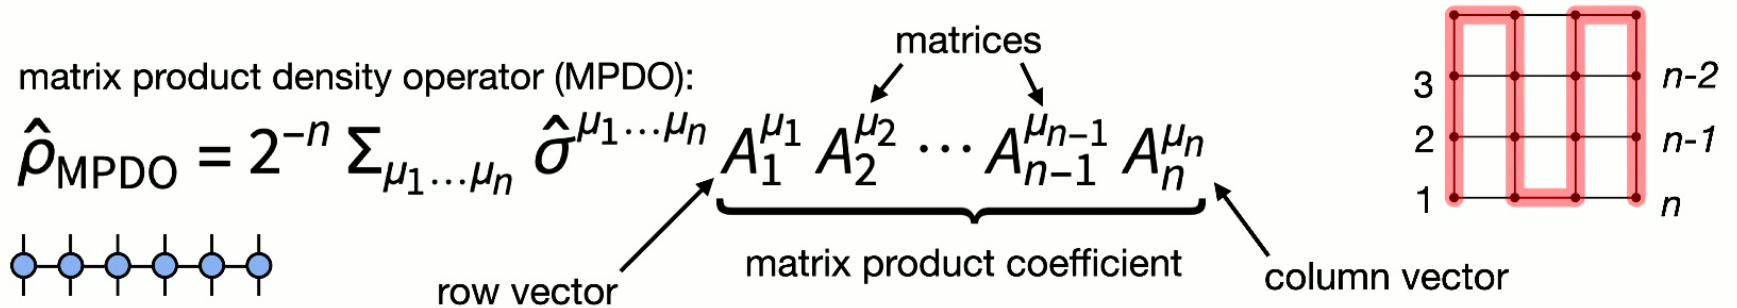 matrix product density operator (MPDO):
matrices
ρ̂_MPDO = 2^{−n} Σ_{μ₁…μₙ} σ̂^{μ₁…μₙ} A_1^{μ₁} A_2^{μ₂} ⋯ A_{n−1}^{μ_{n−1}} A_n^{μₙ}
row vector
matrix product coefficient
column vector
3
n-2
2
n-1
1
n